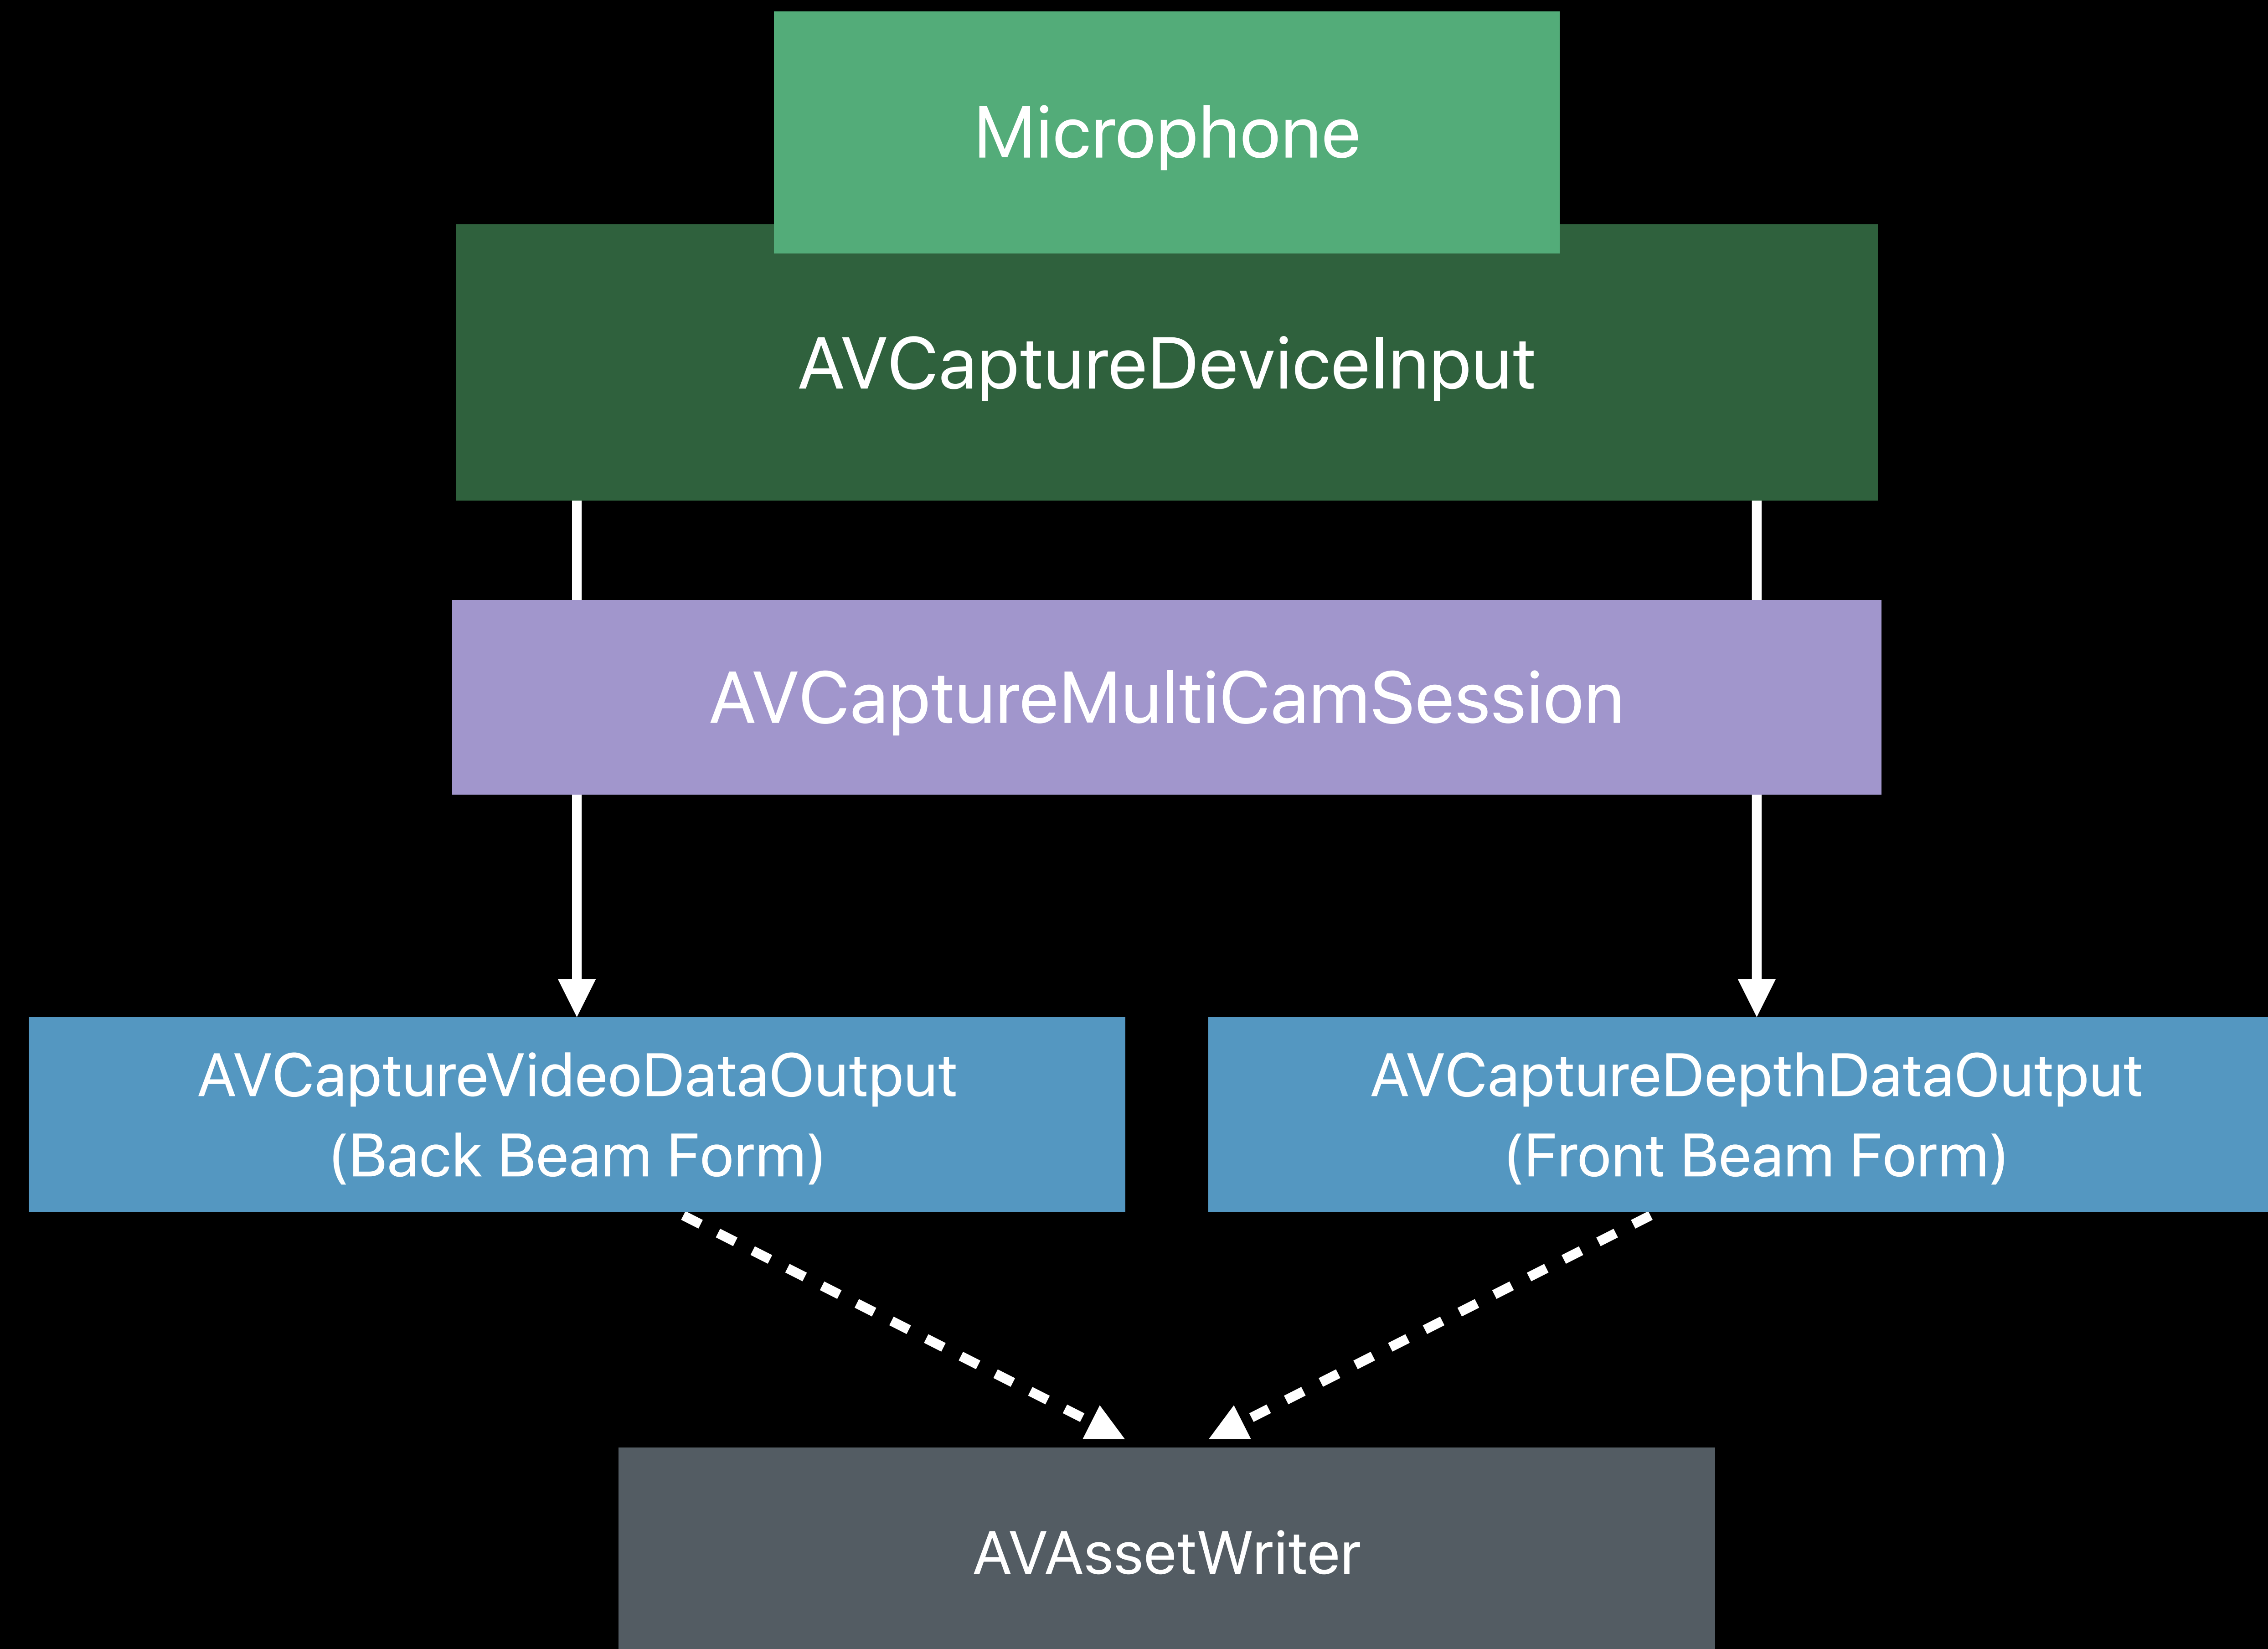 Microphone
AVCaptureDeviceInput
AVCaptureMultiCamSession
AVCaptureVideoDataOutput
(Back Beam Form)
AVCaptureDepthDataOutput
(Front Beam Form)
AVAssetWriter